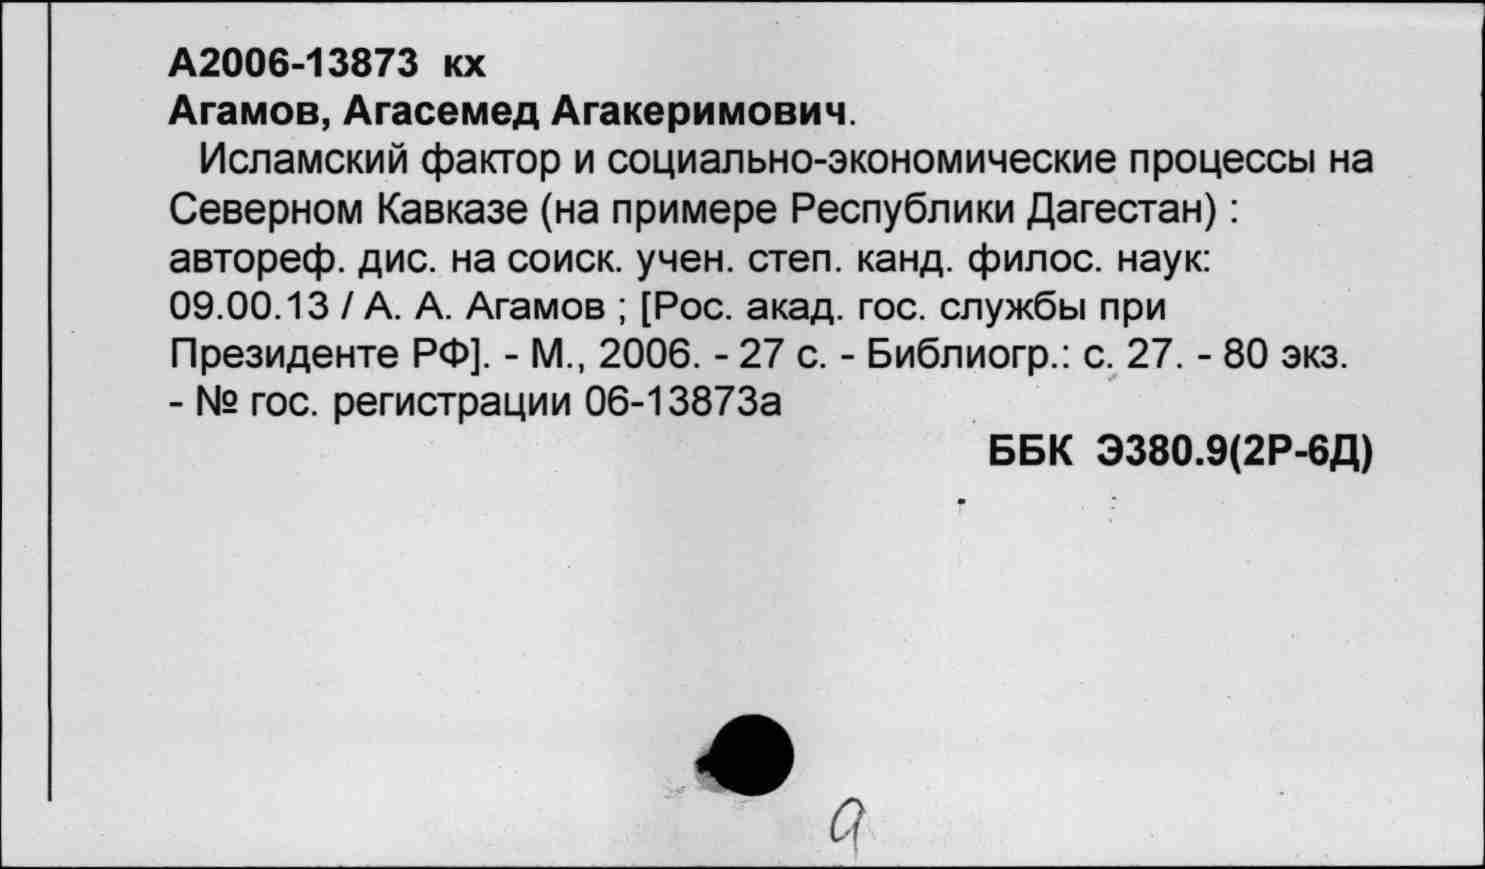 А2006-13873 кх
Агамов, Агасемед Агакеримович.
Исламский фактор и социально-экономические процессы на
Северном Кавказе (на примере Республики Дагестан) :
автореф. дис. на соиск. учен. степ. канд. филос. наук:
09.00.13 / А. А. Агамов ; [Рос. акад. гос. службы при
Президенте РФ]. - М., 2006. - 27 с. - Библиогр.: с. 27. - 80 экз.
- № гос. регистрации 06-13873а
ББК Э380.9(2Р-6Д)